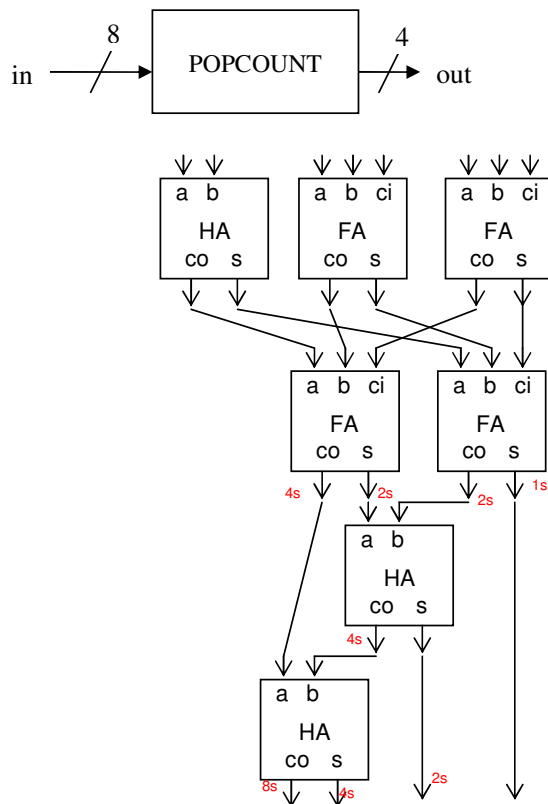 8
4
in
POPCOUNT
out
a b
a b ci
a b ci
HA
FA
FA
co s
co s
co s
a b ci
a b ci
FA
FA
co s
co s
4s
2s
2s
1s
a b
HA
co s
4s
a b
HA
co s
8s
4s
2s